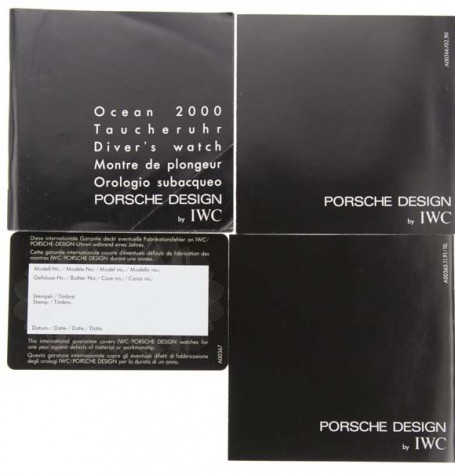 Ocean 2000
Taucheruhr
Diver's watch
Montre de plongeur
Orologio subacqueo
PORSCHE DESIGN
by IWC
A00366/02,90
PORSCHE DESIGN
by IWC
Diese internationale Garantie deckt eventuelle Fabrikationsfehler an IWC/
PORSCHE-DESIGN-Uhren während eines Jahres.
Cette garantie internationale couvre d'éventuels défauts de fabrication des
montres IWC/PORSCHE DESIGN durant une année.
Modell Nr. / Modèle No. / Model no. / Modello no.
Gehäuse Nr. / Boîtier No. / Case no. / Cassa no.
Stempel / Timbre
Stamp / Timbro
Datum / Date / Date / Data
This international guarantee covers IWC/PORSCHE DESIGN watches for
one year against defects of material or workmanship.
Questa garanzia internazionale copre gli eventuali difetti di fabbricazione
degli orologi IWC/PORSCHE DESIGN per la durata di un anno.
A00367
PORSCHE DESIGN
by IWC